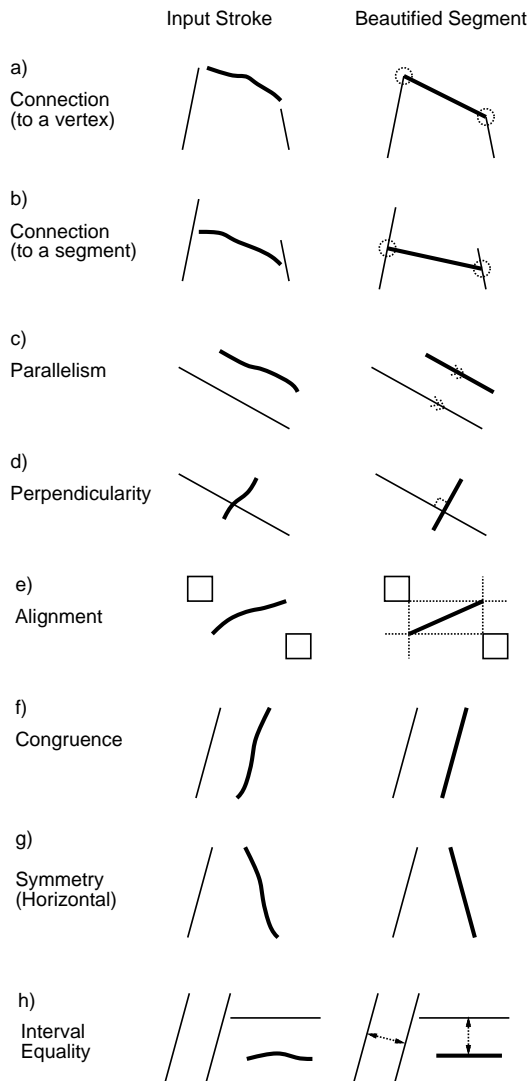 Input Stroke Beautified Segment
a)
Connection
(to a vertex)
b)
Connection
(to a segment)
c)
Parallelism
d)
Perpendicularity
e)
Alignment
f)
Congruence
g)
Symmetry
(Horizontal)
h)
Interval
Equality